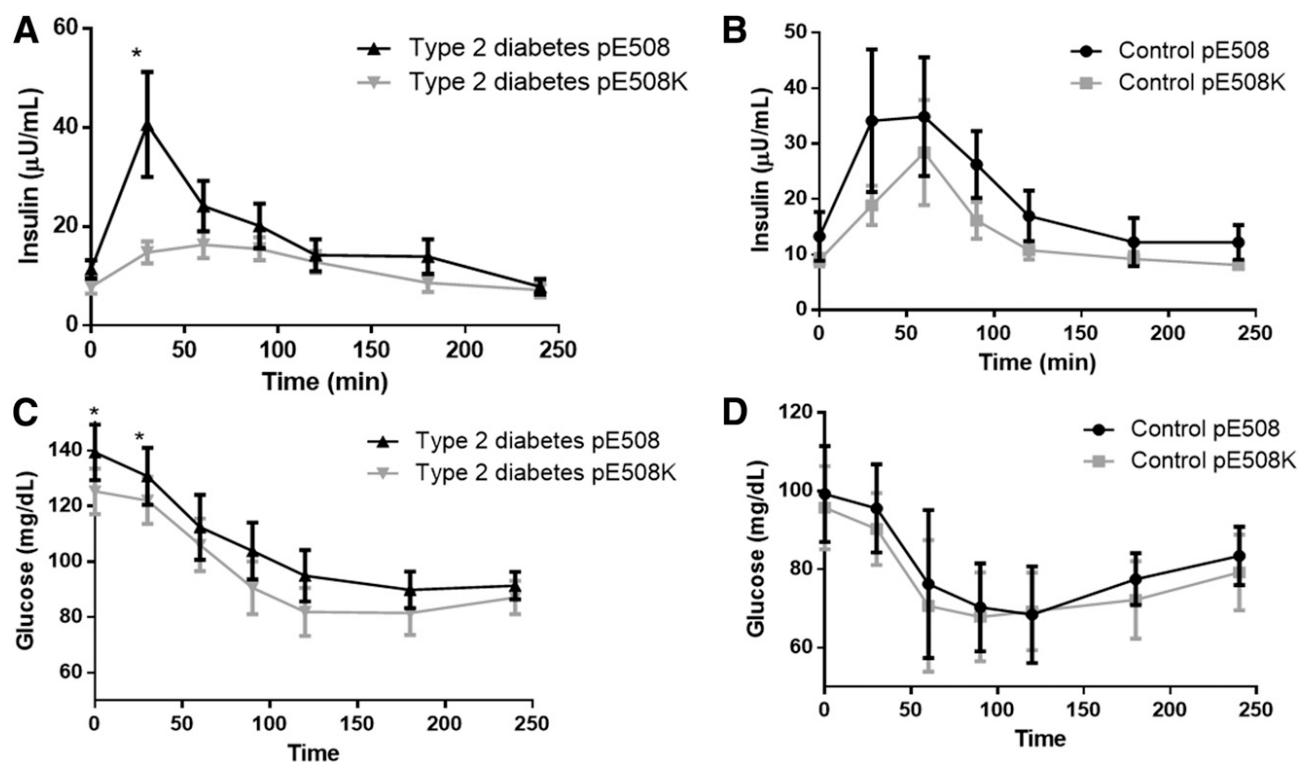 A
60
40
20
0
Insulin (μU/mL)
*
Type 2 diabetes pE508
Type 2 diabetes pE508K
0 50 100 150 200 250
Time (min)
B
50
40
30
20
10
0
Insulin (μU/mL)
Control pE508
Control pE508K
0 50 100 150 200 250
Time (min)
C
140
120
100
80
60
Glucose (mg/dL)
* *
Type 2 diabetes pE508
Type 2 diabetes pE508K
0 50 100 150 200 250
Time
D
120
100
80
60
Glucose (mg/dL)
Control pE508
Control pE508K
0 50 100 150 200 250
Time